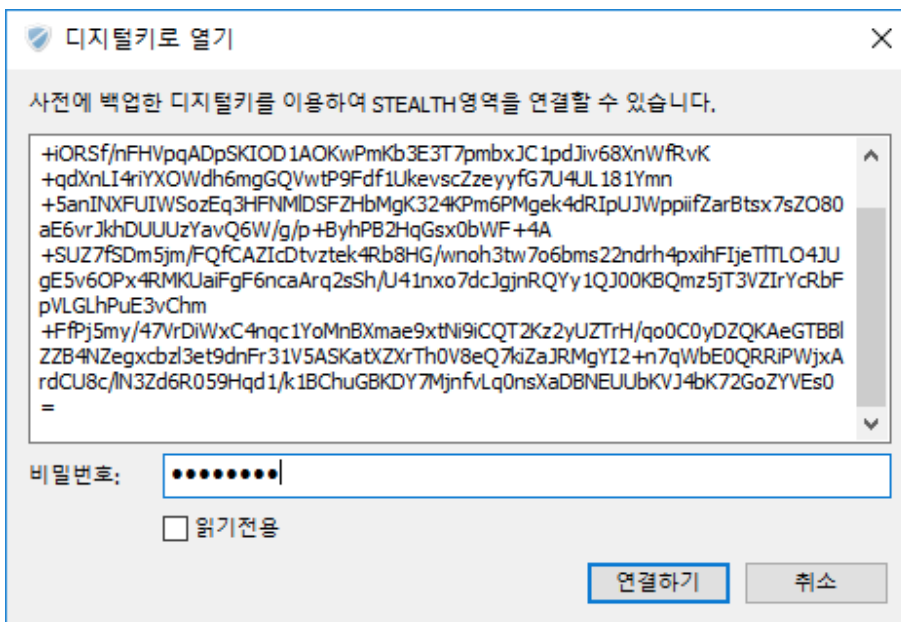 디지털키로 열기
사전에 백업한 디지털키를 이용하여 STEALTH영역을 연결할 수 있습니다.
+iORSf/nFHVpqADpSKIOD1AOKwPmKb3E3T7pmbxJC1pdJiv68XnWfRvK
+qdXnLI4riYXOWdh6mgGQVwtP9Fdf1UkevscZzeyyfG7U4UL181Ymn
+5anINXFUIWSozEq3HFNMlDSFZHbMgK324KPm6PMgek4dRIpUJWppiifZarBtsx7sZO80
aE6vrJkhDUUUzYavQ6W/g/p+ByhPB2HqGsx0bWF+4A
+SUZ7fSDm5jm/FQfCAZIcDtvztek4Rb8HG/wnoh3tw7o6bms22ndrh4pxihFIjeTlTLO4JU
gE5v6OPx4RMKUaiFgF6ncaArq2sSh/U41nxo7dcJgjnRQYy1QJ00KBQmz5jT3VZIrYcRbF
pVLGLhPuE3vChm
+FfPj5my/47VrDiWxC4nqc1YoMnBXmae9xtNi9iCQT2Kz2yUZTrH/qo0C0yDZQKAeGTBBl
ZZB4NZegxcbzl3et9dnFr31V5ASKatXZXrTh0V8eQ7kiZaJRMgYI2+n7qWbE0QRRiPWjxA
rdCU8c/lN3Zd6R059Hqd1/k1BChuGBKDY7MjnfvLq0nsXaDBNEUUbKVJ4bK72GoZYVEs0
=
비밀번호:
읽기전용
연결하기 취소